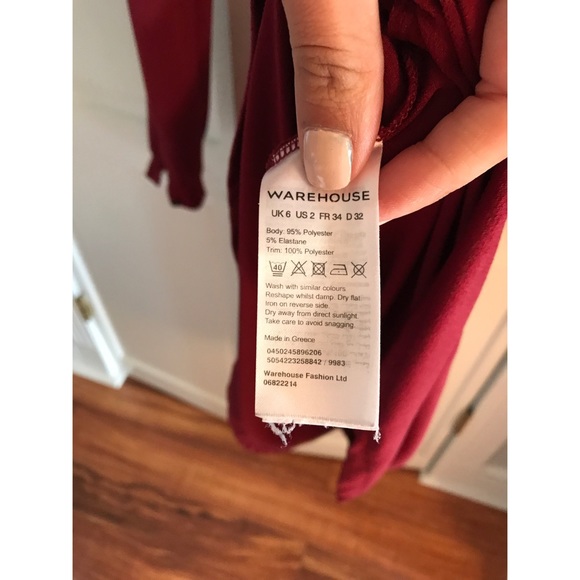 WAREHOUSE
UK 6 US 2 FR 34 D 32
Body: 95% Polyester
5% Elastane
Trim: 100% Polyester
40
Wash with similar colours.
Reshape whilst damp. Dry flat
iron on reverse side.
Dry away from direct sunlight.
Take care to avoid snagging.
Made in Greece
0450245896206
5054223258842 / 9983
Warehouse Fashion Ltd
06822214